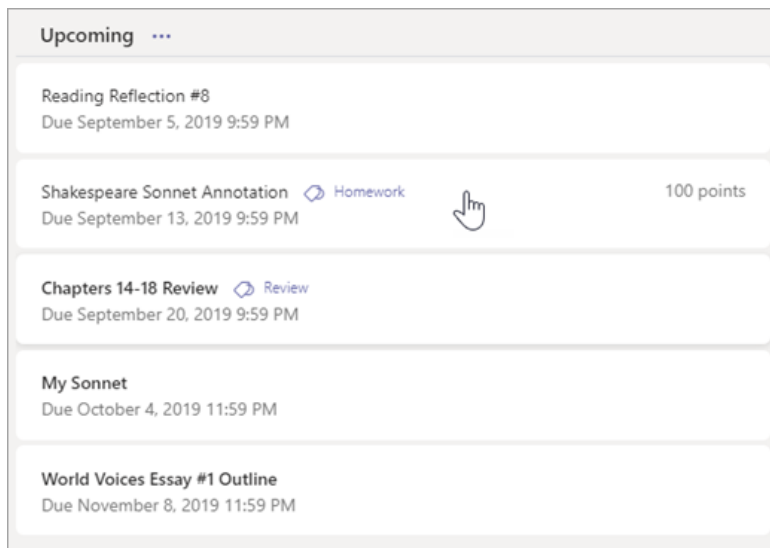 Upcoming ...
Reading Reflection #8
Due September 5, 2019 9:59 PM
Shakespeare Sonnet Annotation Homework 100 points
Due September 13, 2019 9:59 PM
Chapters 14-18 Review Review
Due September 20, 2019 9:59 PM
My Sonnet
Due October 4, 2019 11:59 PM
World Voices Essay #1 Outline
Due November 8, 2019 11:59 PM